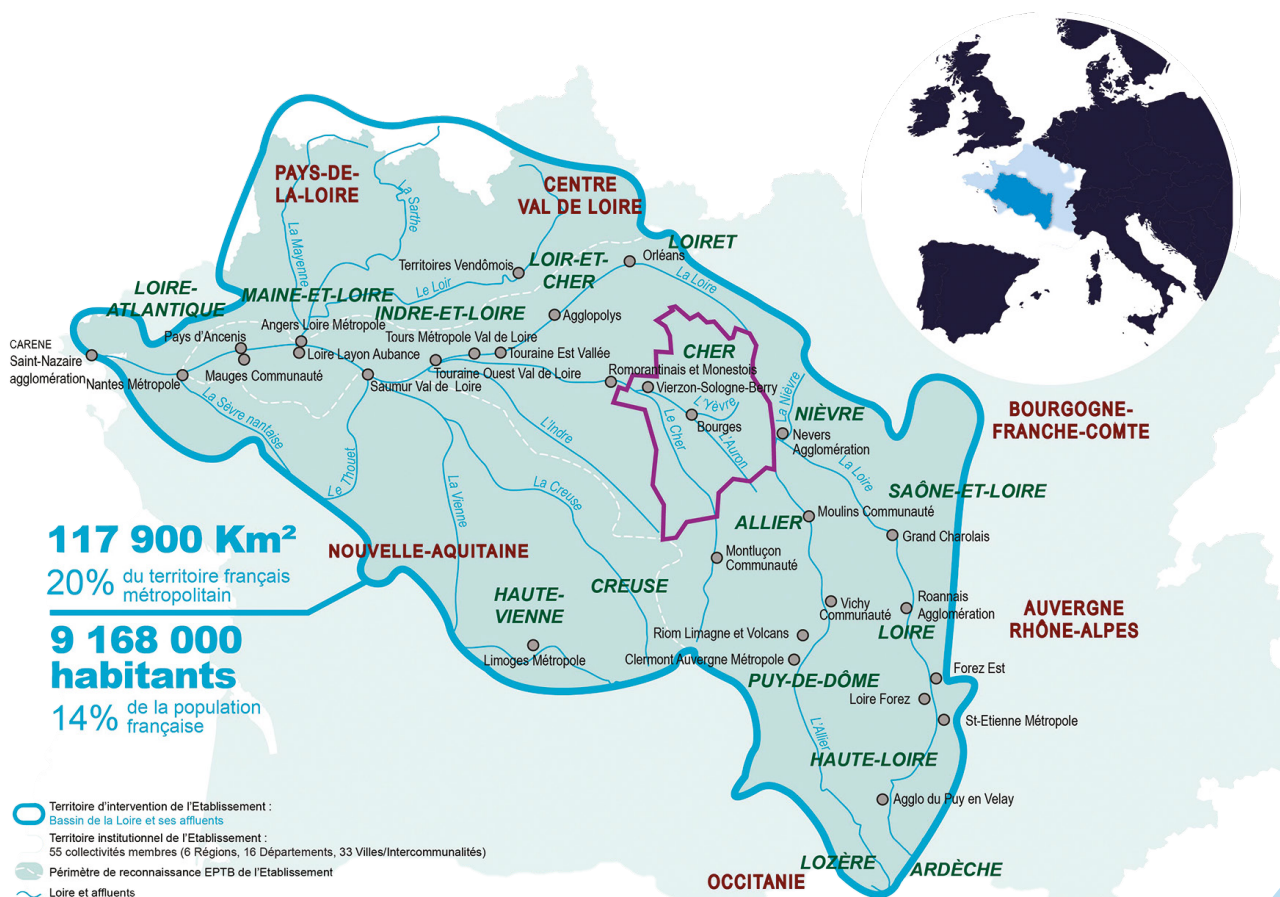 PAYS-DE-
LA-LOIRE
CENTRE
VAL DE LOIRE
La Sarthe
La Mayenne
LOIRET
Orléans
LOIR-ET-
CHER
Territoires Vendômois
Le Loir
La Loire
LOIRE-
ATLANTIQUE
MAINE-ET-LOIRE
INDRE-ET-LOIRE
Agglopolys
Angers Loire Métropole
Pays d'Ancenis
Tours Métropole Val de Loire
CARENE
Saint-Nazaire
agglomération
Loire Layon Aubance
Touraine Est Vallée
CHER
Nantes Métropole
Mauges Communauté
Touraine Ouest Val de Loire
Romorantinais et Monestois
Saumur Val de Loire
Vierzon-Sologne-Berry
La Sèvre nantaise
L'Yèvre
La Nièvre
Bourges
NIÈVRE
Nevers
Agglomération
BOURGOGNE-
FRANCHE-COMTE
L'Indre
Le Cher
L'Auron
La Loire
Le Thouet
La Vienne
La Creuse
SAÔNE-ET-LOIRE
ALLIER
Moulins Communauté
Grand Charolais
117 900 Km²
20% du territoire français
métropolitain
NOUVELLE-AQUITAINE
Montluçon
Communauté
CREUSE
HAUTE-
VIENNE
Vichy
Communauté
Roannais
Agglomération
AUVERGNE
RHÔNE-ALPES
9 168 000
habitants
14% de la population
française
Limoges Métropole
Riom Limagne et Volcans
LOIRE
Clermont Auvergne Métropole
PUY-DE-DÔME
Forez Est
Loire Forez
St-Etienne Métropole
L'Allier
HAUTE-LOIRE
Agglo du Puy en Velay
LOZÈRE
ARDÈCHE
OCCITANIE
Territoire d'intervention de l'Etablissement :
Bassin de la Loire et ses affluents
Territoire institutionnel de l'Etablissement :
55 collectivités membres (6 Régions, 16 Départements, 33 Villes/Intercommunalités)
Périmètre de reconnaissance EPTB de l'Etablissement
Loire et affluents